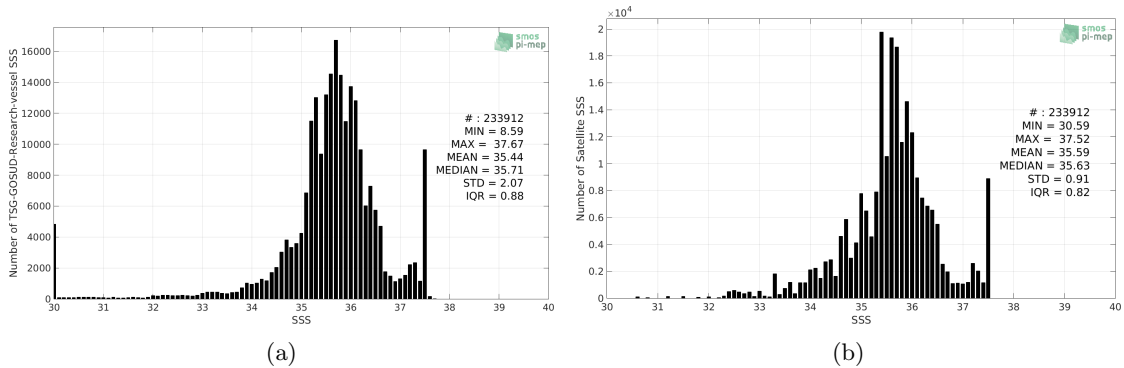 smos
pi-mep
Number of TSG-GOSUD-Research-vessel SSS
16000
14000
12000
10000
8000
6000
4000
2000
0
# : 233912
MIN = 8.59
MAX = 37.67
MEAN = 35.44
MEDIAN = 35.71
STD = 2.07
IQR = 0.88
30 31 32 33 34 35 36 37 38 39 40
SSS
(a)
×10⁴
smos
pi-mep
Number of Satellite SSS
2
1.8
1.6
1.4
1.2
1
0.8
0.6
0.4
0.2
0
# : 233912
MIN = 30.59
MAX = 37.52
MEAN = 35.59
MEDIAN = 35.63
STD = 0.91
IQR = 0.82
30 31 32 33 34 35 36 37 38 39 40
SSS
(b)